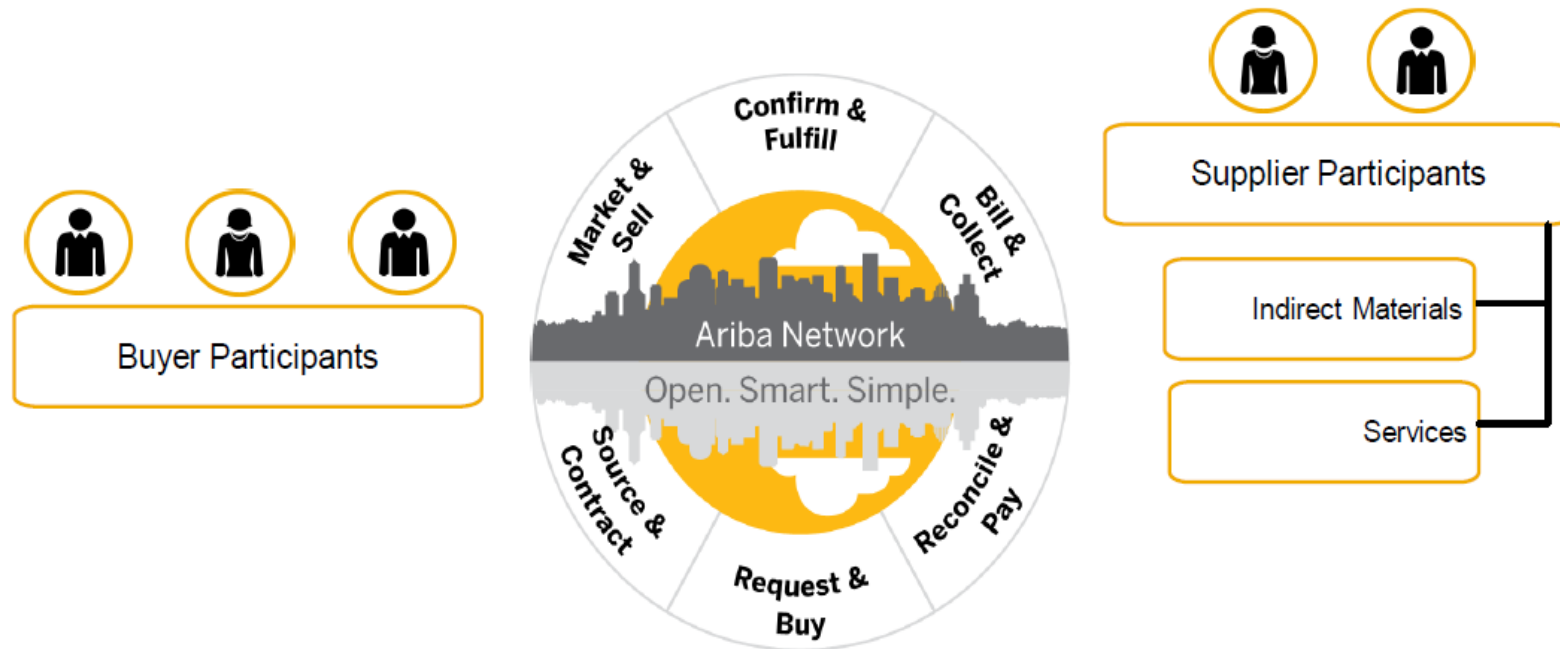 Buyer Participants
Market &
Sell
Confirm &
Fulfill
Bill &
Collect
Ariba Network
Open. Smart. Simple.
Source &
Contract
Request &
Buy
Reconcile &
Pay
Supplier Participants
Indirect Materials
Services